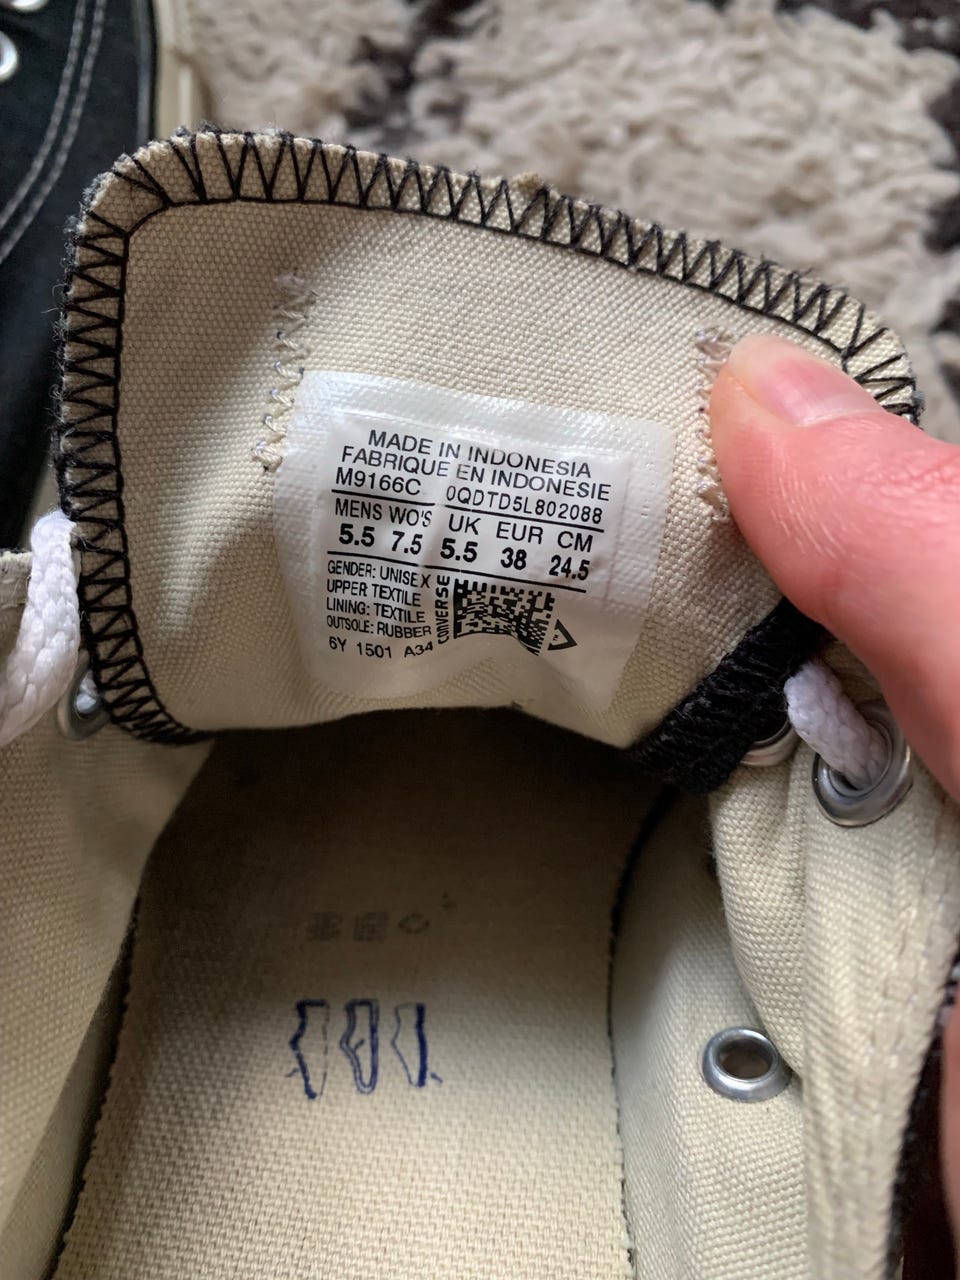 MADE IN INDONESIA
FABRIQUE EN INDONESIE
M9166C 0QDTD5L802088
MENS WO'S UK EUR CM
5.5 7.5 5.5 38 24.5
GENDER: UNISEX
UPPER TEXTILE
LINING: TEXTILE
OUTSOLE: RUBBER
CONVERSE
™
6Y 1501 A34